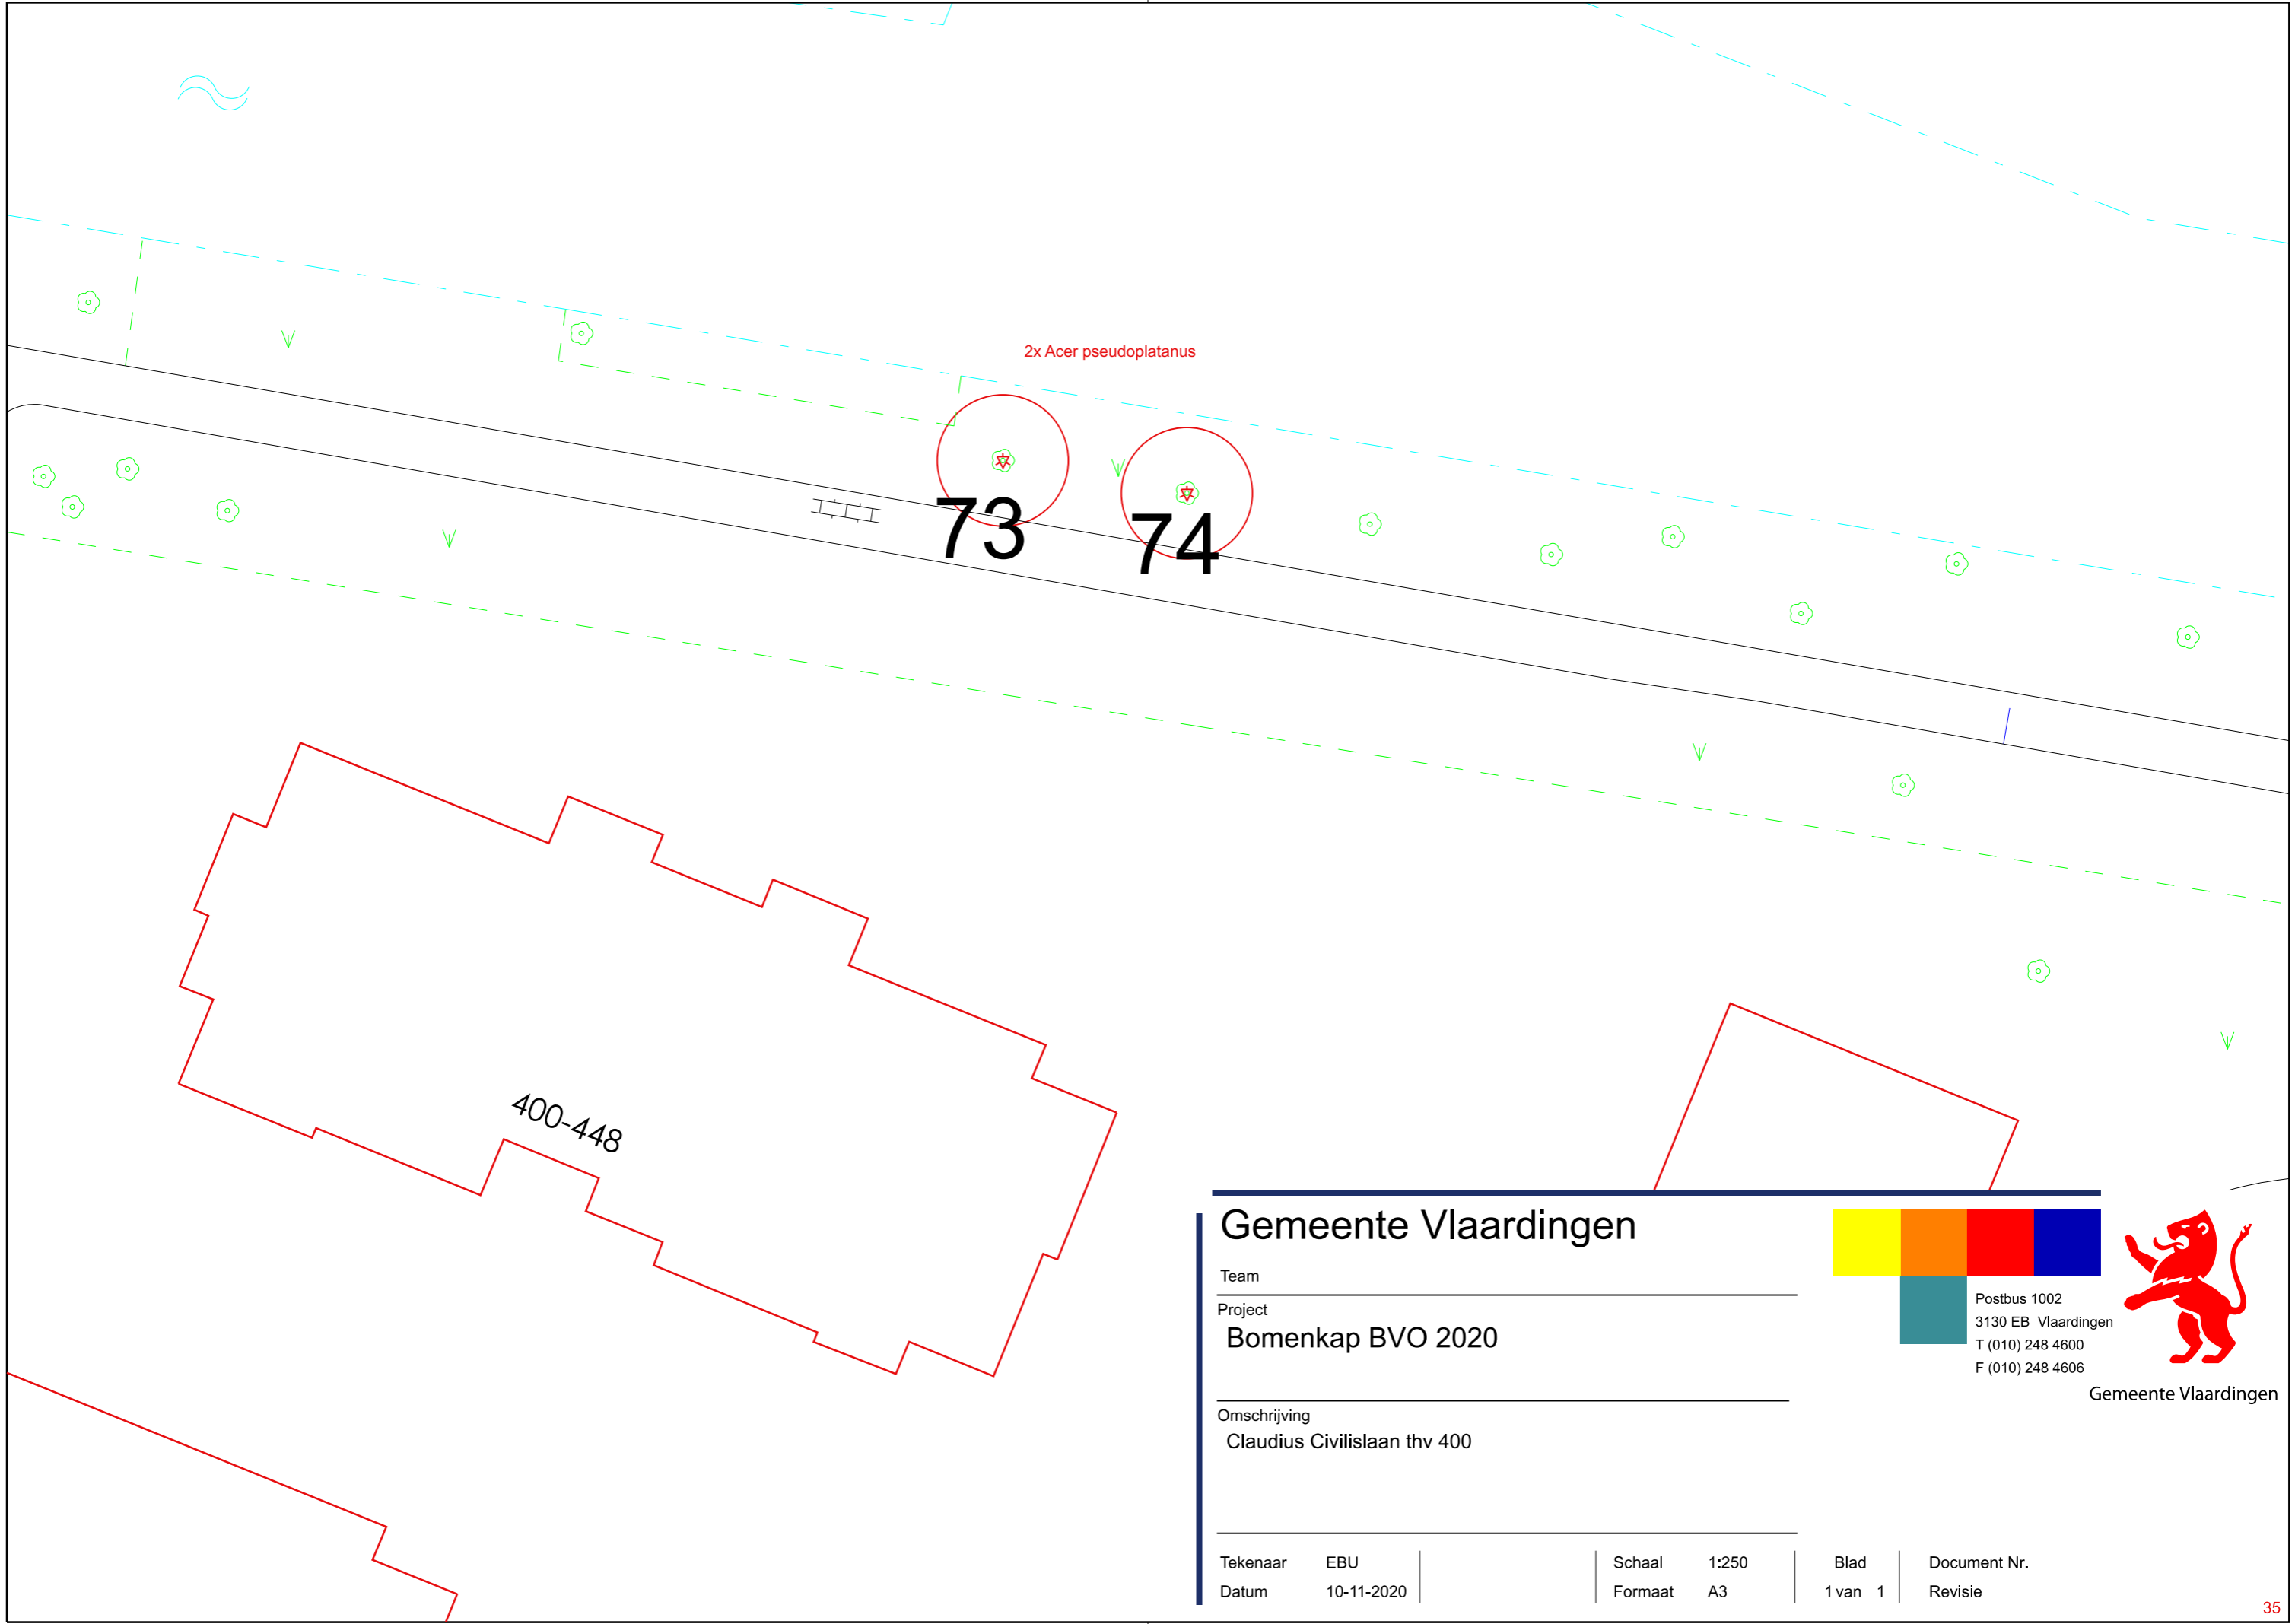 2x Acer pseudoplatanus
73
74
400-448
Gemeente Vlaardingen
Team
Project
Bomenkap BVO 2020
Omschrijving
Claudius Civilislaan thv 400
Postbus 1002
3130 EB Vlaardingen
T (010) 248 4600
F (010) 248 4606
Gemeente Vlaardingen
Tekenaar EBU Schaal 1:250 Blad Document Nr.
Datum 10-11-2020 Formaat A3 1 van 1 Revisie
35